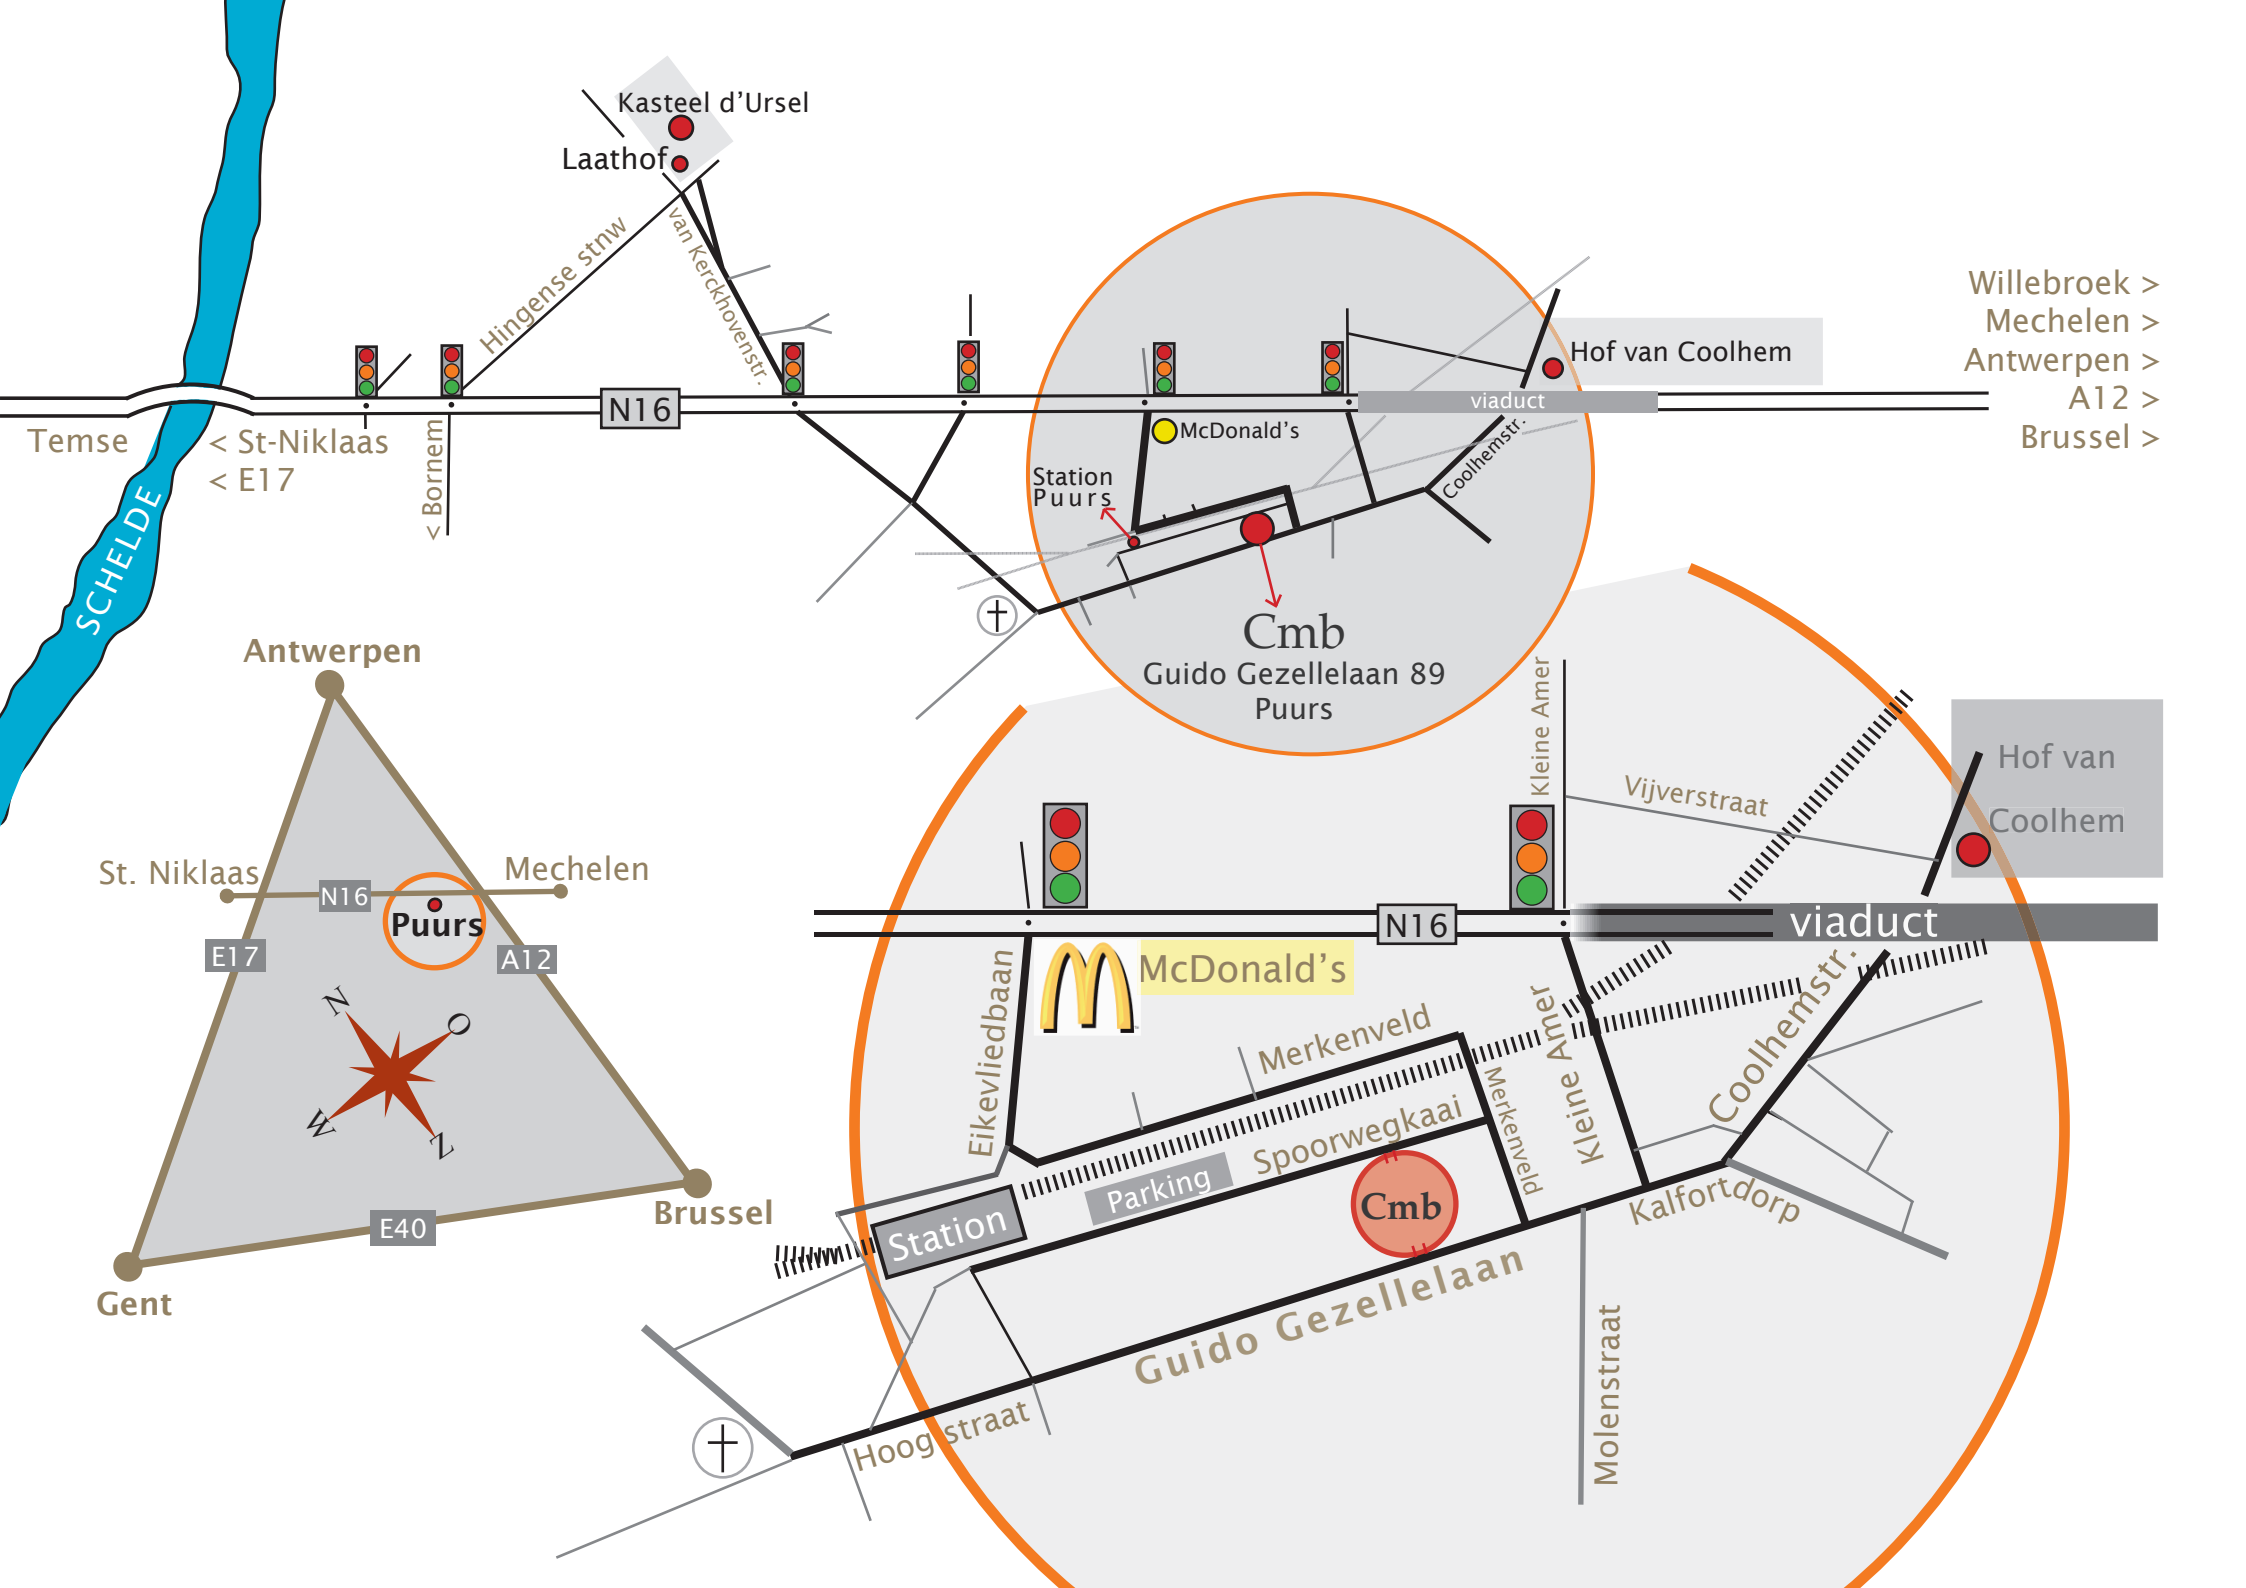 Kasteel d'Ursel
Laathof
Hingense stnw
van Kerckhovenstr.
N16
Temse
< St-Niklaas
< E17
< Bornem
SCHELDE
McDonald's
Station
Puurs
viaduct
Hof van Coolhem
Coolhemstr.
Willebroek >
Mechelen >
Antwerpen >
A12 >
Brussel >
Cmb
Guido Gezellelaan 89
Puurs
Antwerpen
St. Niklaas
Mechelen
N16
Puurs
E17
A12
N
O
W
Z
E40
Brussel
Gent
Kleine Amer
Vijverstraat
Hof van
Coolhem
N16
viaduct
McDonald's
Eikevliedbaan
Merkenveld
Spoorwegkaai
Merkenveld
Kleine Amer
Coolhemstr.
Parking
Station
Cmb
Kalfortdorp
Guido Gezellelaan
Hoogstraat
Molenstraat